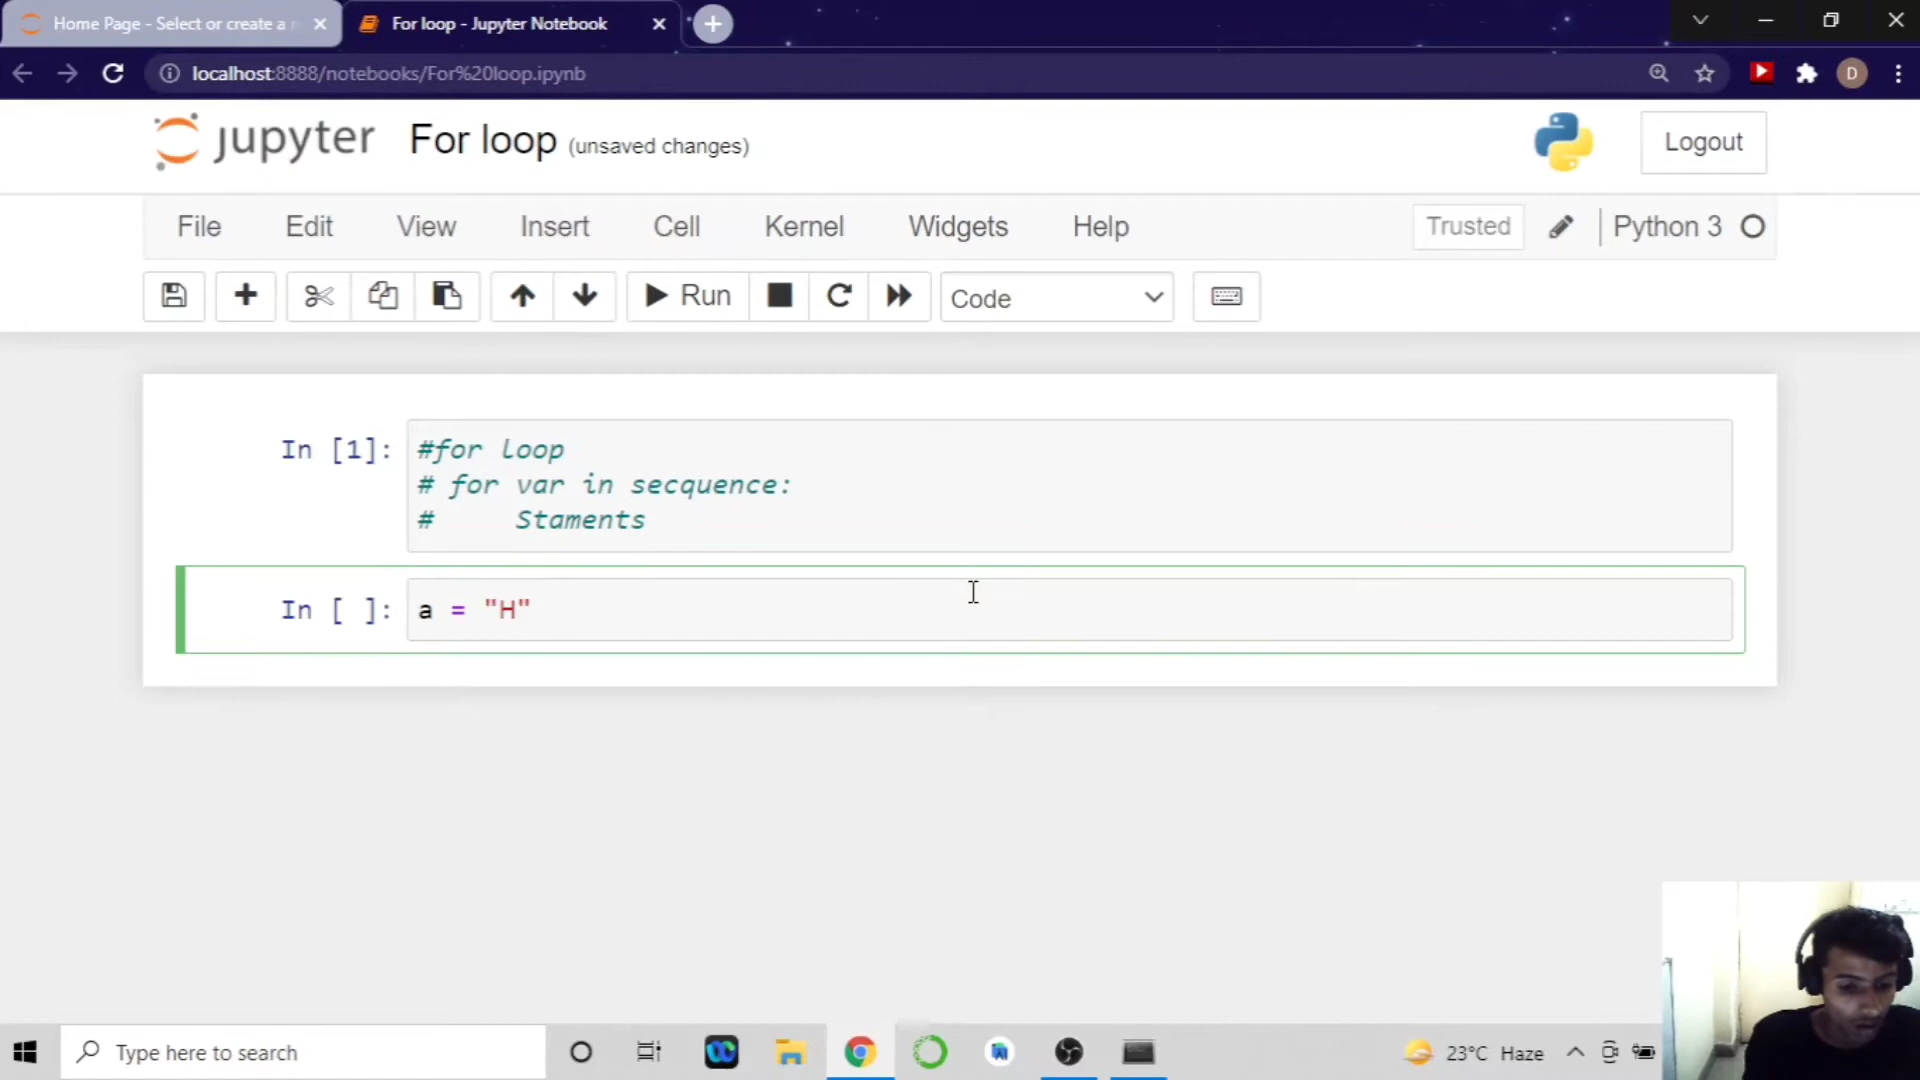 Home Page - Select or create a n
For loop - Jupyter Notebook
localhost:8888/notebooks/For%20loop.ipynb
D
jupyter For loop (unsaved changes)
Logout
File Edit View Insert Cell Kernel Widgets Help
Trusted
Python 3
Run
Code
In [1]: #for loop
# for var in secquence:
#     Staments
In [ ]: a = "H"
Type here to search
23°C Haze